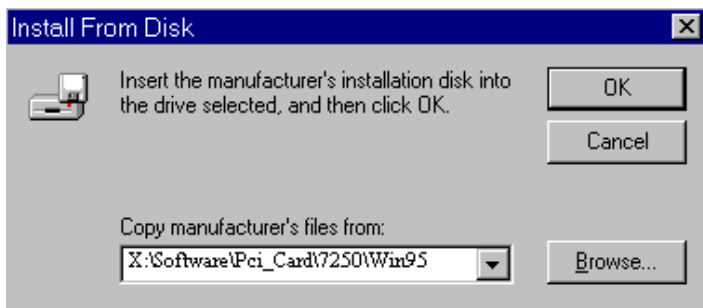 Install From Disk
Insert the manufacturer's installation disk into
the drive selected, and then click OK.
OK
Cancel
Copy manufacturer's files from:
X:\Software\Pci_Card\7250\Win95
Browse...